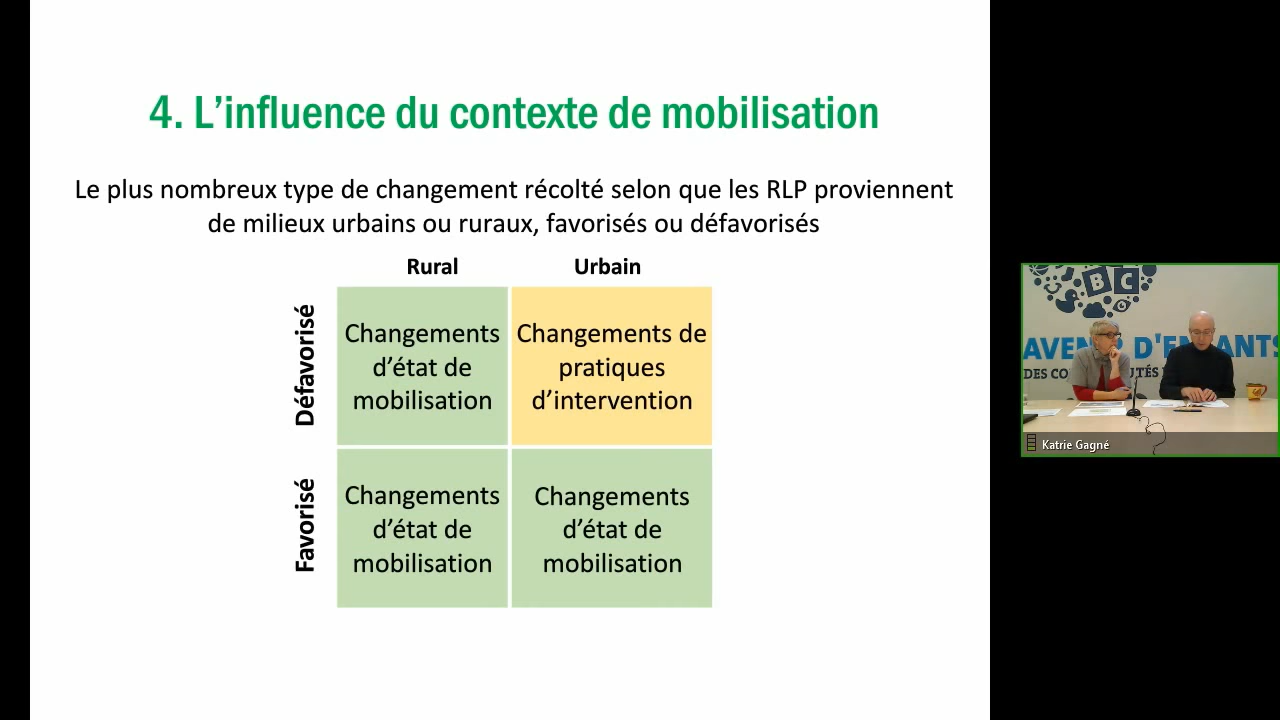 4. L’influence du contexte de mobilisation
Le plus nombreux type de changement récolté selon que les RLP proviennent
de milieux urbains ou ruraux, favorisés ou défavorisés
Rural
Urbain
Défavorisé
Changements
d’état de
mobilisation
Changements de
pratiques
d’intervention
Favorisé
Changements
d’état de
mobilisation
Changements
d’état de
mobilisation
B C
D'E
DES
Katrie Gagné